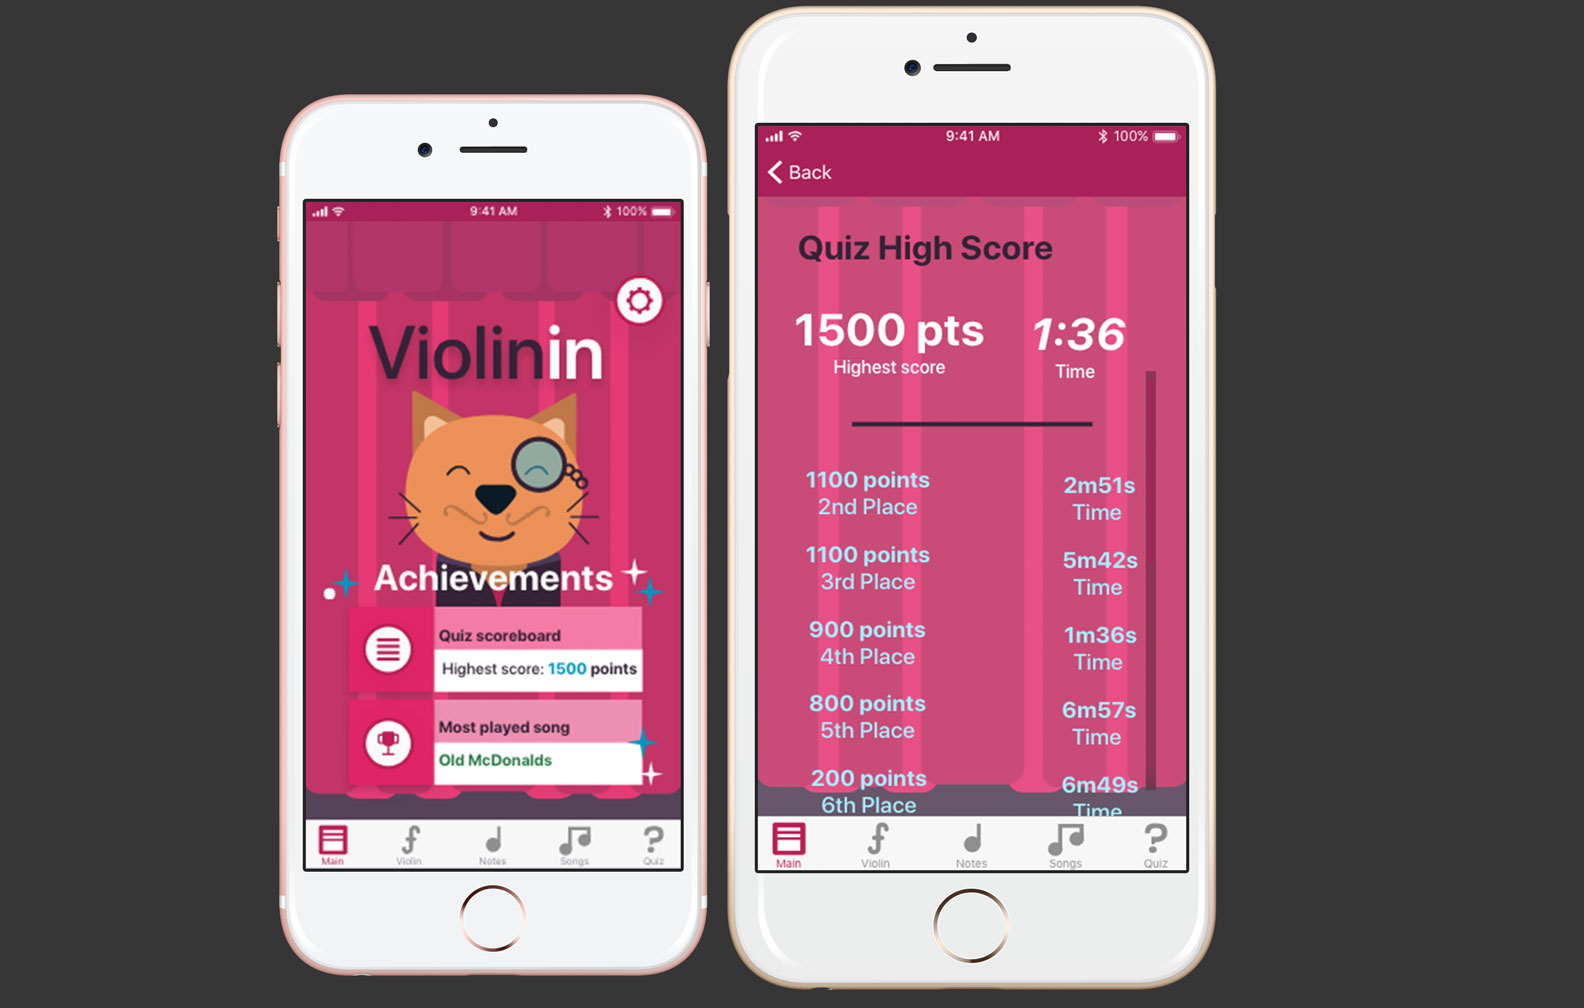 9:41 AM
100%
Violinin
Achievements
Quiz scoreboard
Highest score: 1500 points
Most played song
Old McDonalds
Main
Violin
Notes
Songs
Quiz
9:41 AM
100%
Back
Quiz High Score
1500 pts
1:36
Highest score
Time
1100 points
2m51s
2nd Place
Time
1100 points
5m42s
3rd Place
Time
900 points
1m36s
4th Place
Time
800 points
6m57s
5th Place
Time
200 points
6m49s
6th Place
Time
Main
Violin
Notes
Songs
Quiz